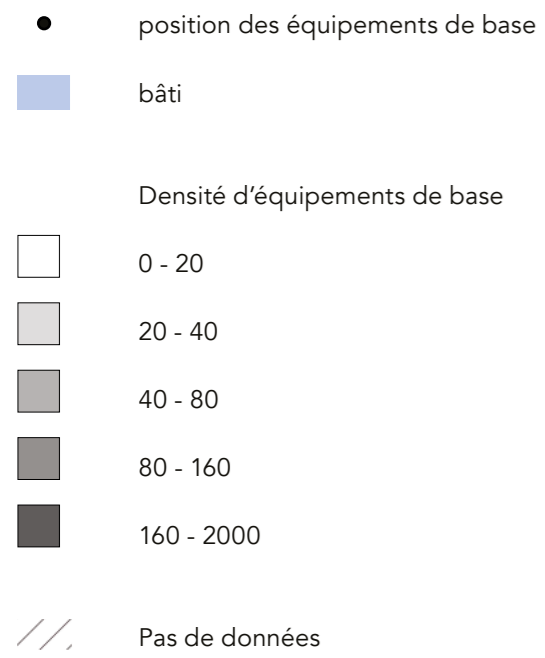 position des équipements de base
bâti
Densité d'équipements de base
0 - 20
20 - 40
40 - 80
80 - 160
160 - 2000
Pas de données